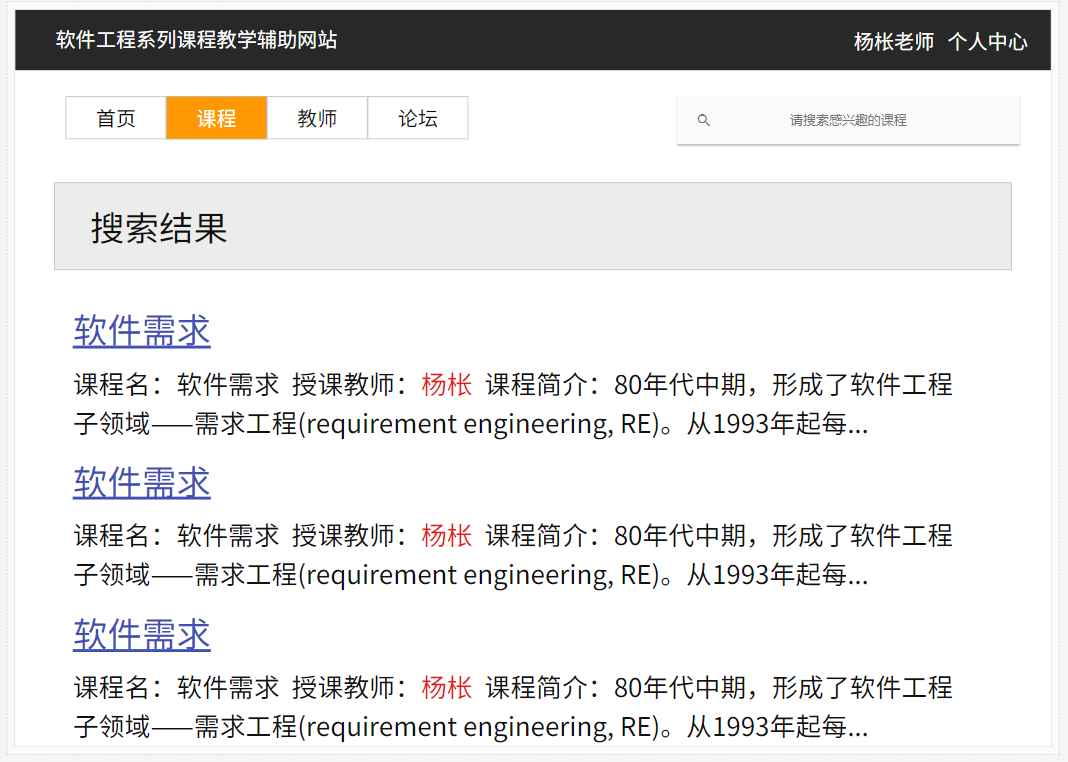 软件工程系列课程教学辅助网站
杨枨老师 个人中心
首页 课程 教师 论坛
请搜索感兴趣的课程
搜索结果
软件需求
课程名：软件需求 授课教师：杨枨 课程简介：80年代中期，形成了软件工程
子领域——需求工程(requirement engineering, RE)。从1993年起每...
软件需求
课程名：软件需求 授课教师：杨枨 课程简介：80年代中期，形成了软件工程
子领域——需求工程(requirement engineering, RE)。从1993年起每...
软件需求
课程名：软件需求 授课教师：杨枨 课程简介：80年代中期，形成了软件工程
子领域——需求工程(requirement engineering, RE)。从1993年起每...